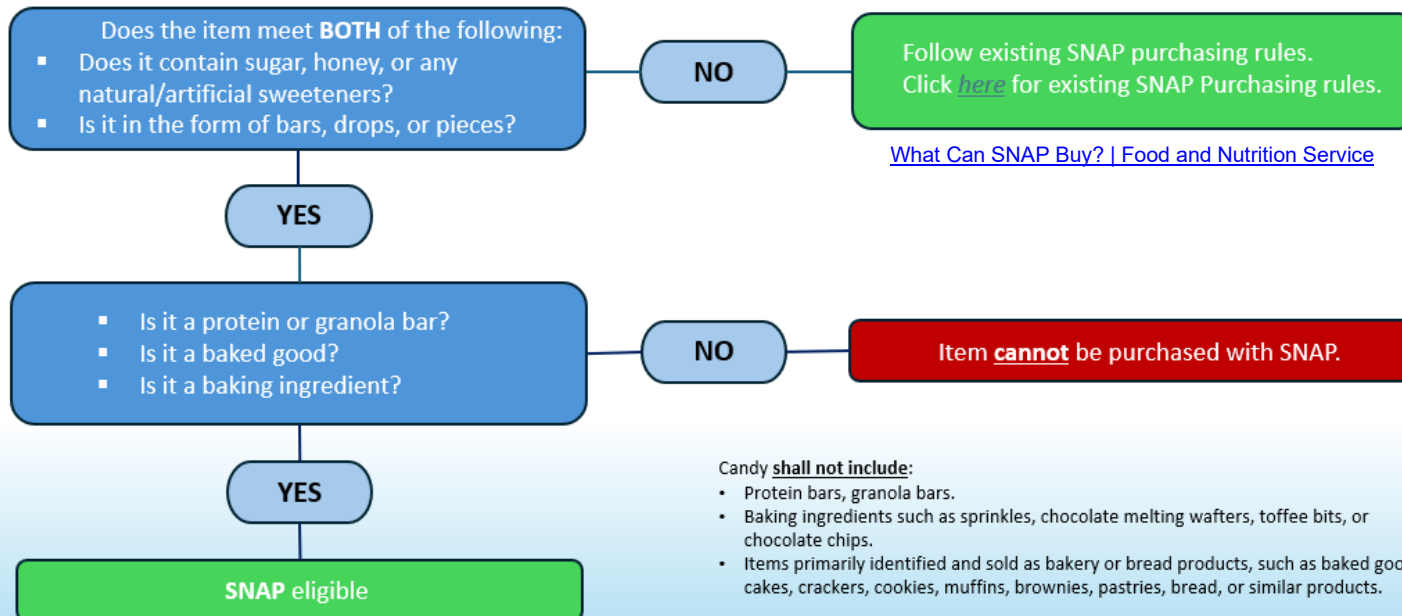 Does the item meet BOTH of the following:
▪ Does it contain sugar, honey, or any
natural/artificial sweeteners?
▪ Is it in the form of bars, drops, or pieces?
NO
Follow existing SNAP purchasing rules.
Click here for existing SNAP Purchasing rules.
What Can SNAP Buy? | Food and Nutrition Service
YES
▪ Is it a protein or granola bar?
▪ Is it a baked good?
▪ Is it a baking ingredient?
NO
Item cannot be purchased with SNAP.
YES
SNAP eligible
Candy shall not include:
• Protein bars, granola bars.
• Baking ingredients such as sprinkles, chocolate melting wafters, toffee bits, or
chocolate chips.
• Items primarily identified and sold as bakery or bread products, such as baked goo
cakes, crackers, cookies, muffins, brownies, pastries, bread, or similar products.